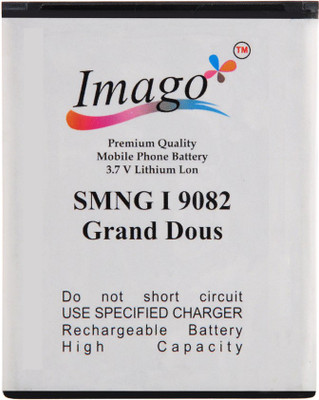 Imago TM
Premium Quality
Mobile Phone Battery
3.7 V Lithium Lon
SMNG I 9082
Grand Dous
Do not short circuit
USE SPECIFIED CHARGER
Rechargeable Battery
High Capacity